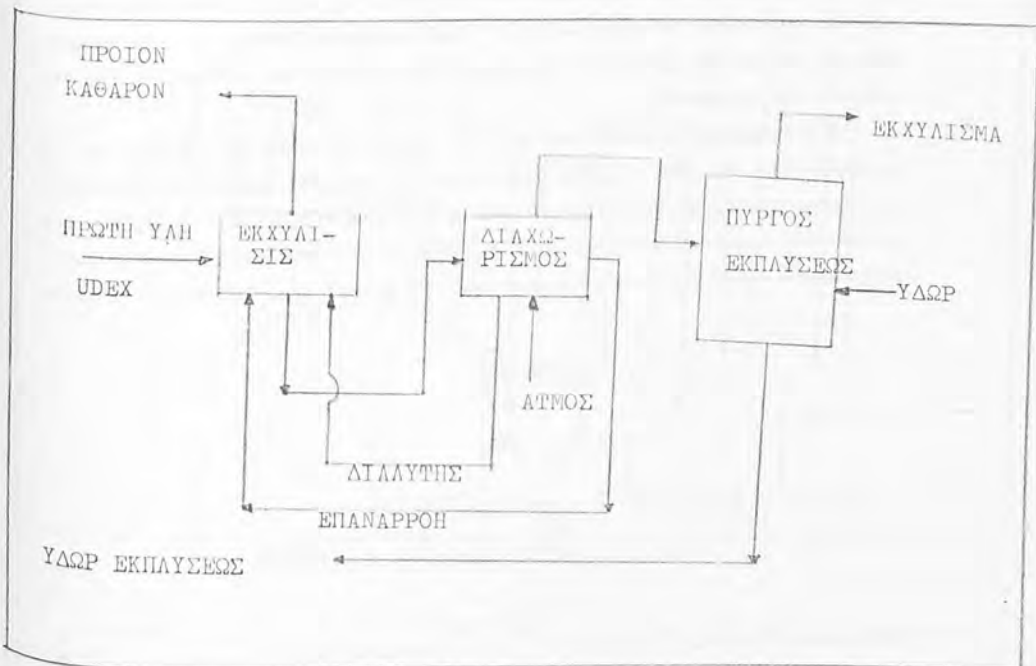 ΠΡΟΙΟΝ
ΚΑΘΑΡΟΝ
ΕΚΧΥΛΙΣΜΑ
ΠΡΩΤΗ ΥΛΗ
UDEX
ΕΚΧΥΛΙ-
ΣΙΣ
ΔΙΑΧΩ-
ΡΙΣΜΟΣ
ΠΥΡΓΟΣ
ΕΚΠΛΥΣΕΩΣ
ΥΔΩΡ
ΑΤΜΟΣ
ΔΙΑΛΥΤΗΣ
ΕΠΑΝΑΡΡΟΗ
ΥΔΩΡ ΕΚΠΛΥΣΕΩΣ